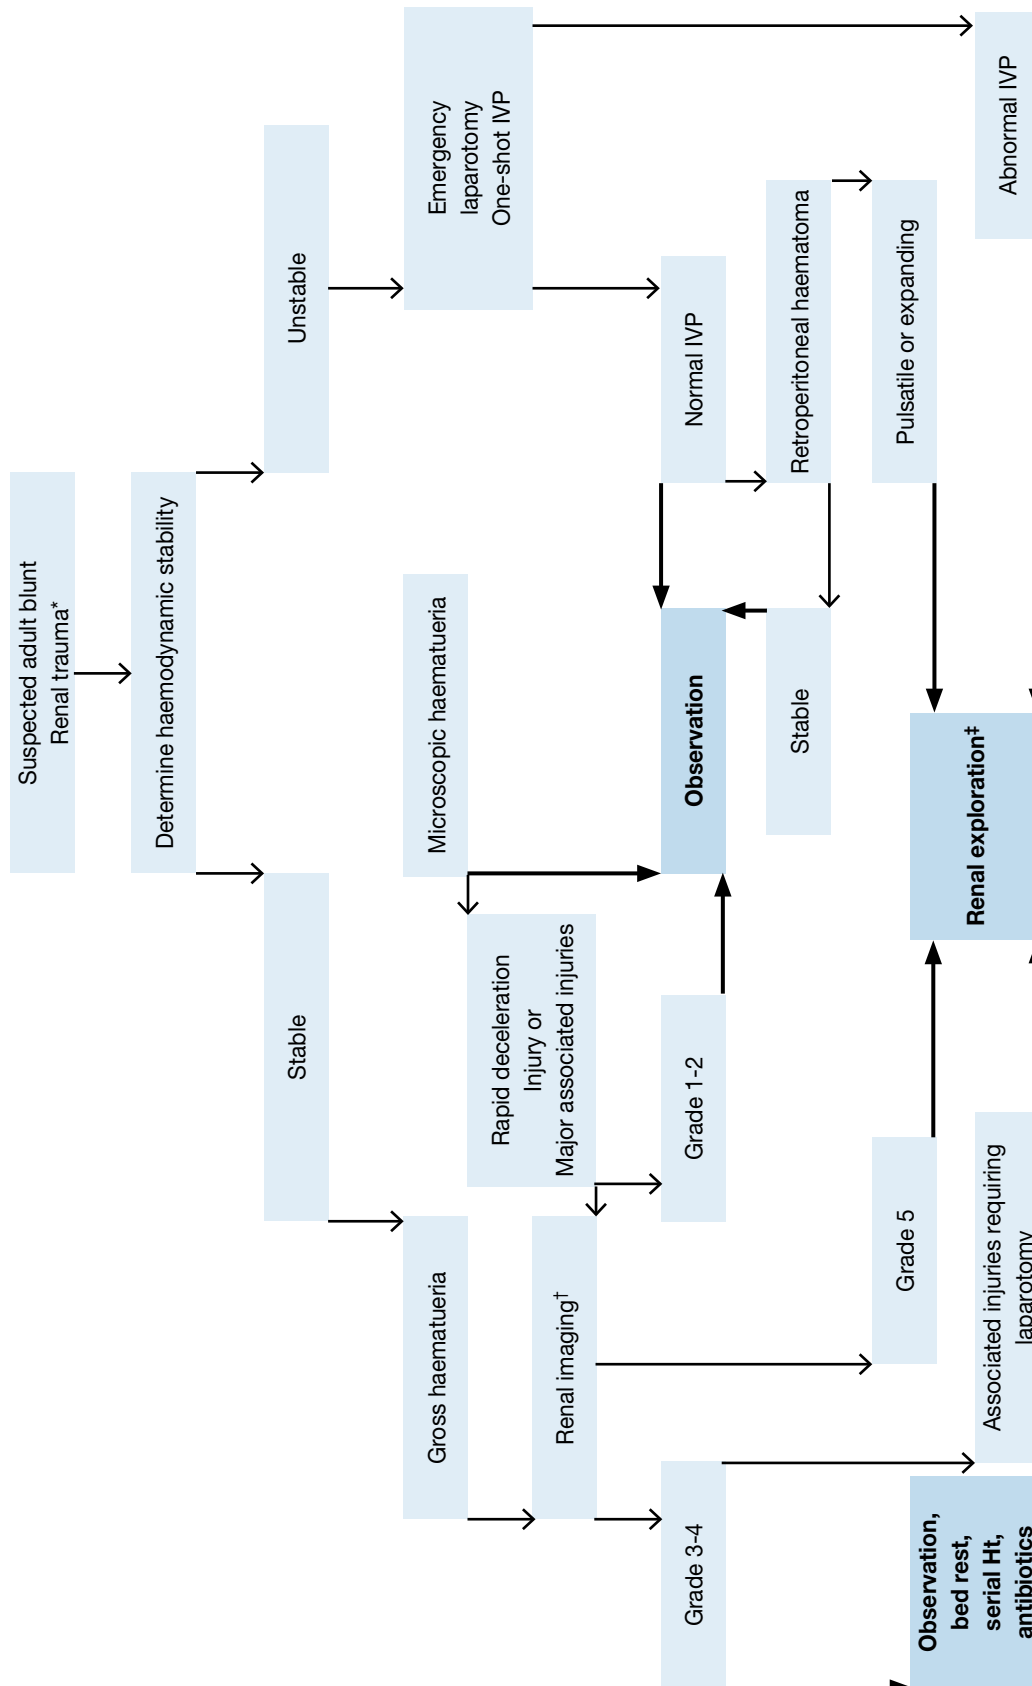 Suspected adult blunt
Renal trauma*
Determine haemodynamic stability
Stable
Unstable
Gross haematueria
Microscopic haematueria
Emergency
laparotomy
One-shot IVP
Rapid deceleration
Injury or
Major associated injuries
Renal imaging†
Grade 3-4
Grade 1-2
Observation
Normal IVP
Stable
Retroperitoneal haematoma
Grade 5
Pulsatile or expanding
Observation,
bed rest,
serial Ht,
antibiotics
Associated injuries requiring
laparotomy
Renal exploration‡
Abnormal IVP